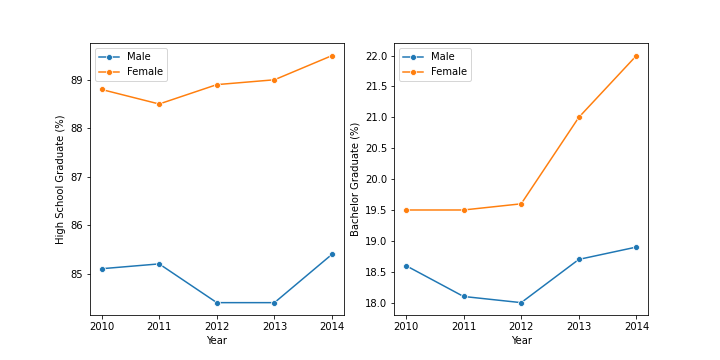 Male
Female
High School Graduate (%)
89
88
87
86
85
2010 2011 2012 2013 2014
Year
Male
Female
Bachelor Graduate (%)
22.0
21.5
21.0
20.5
20.0
19.5
19.0
18.5
18.0
2010 2011 2012 2013 2014
Year